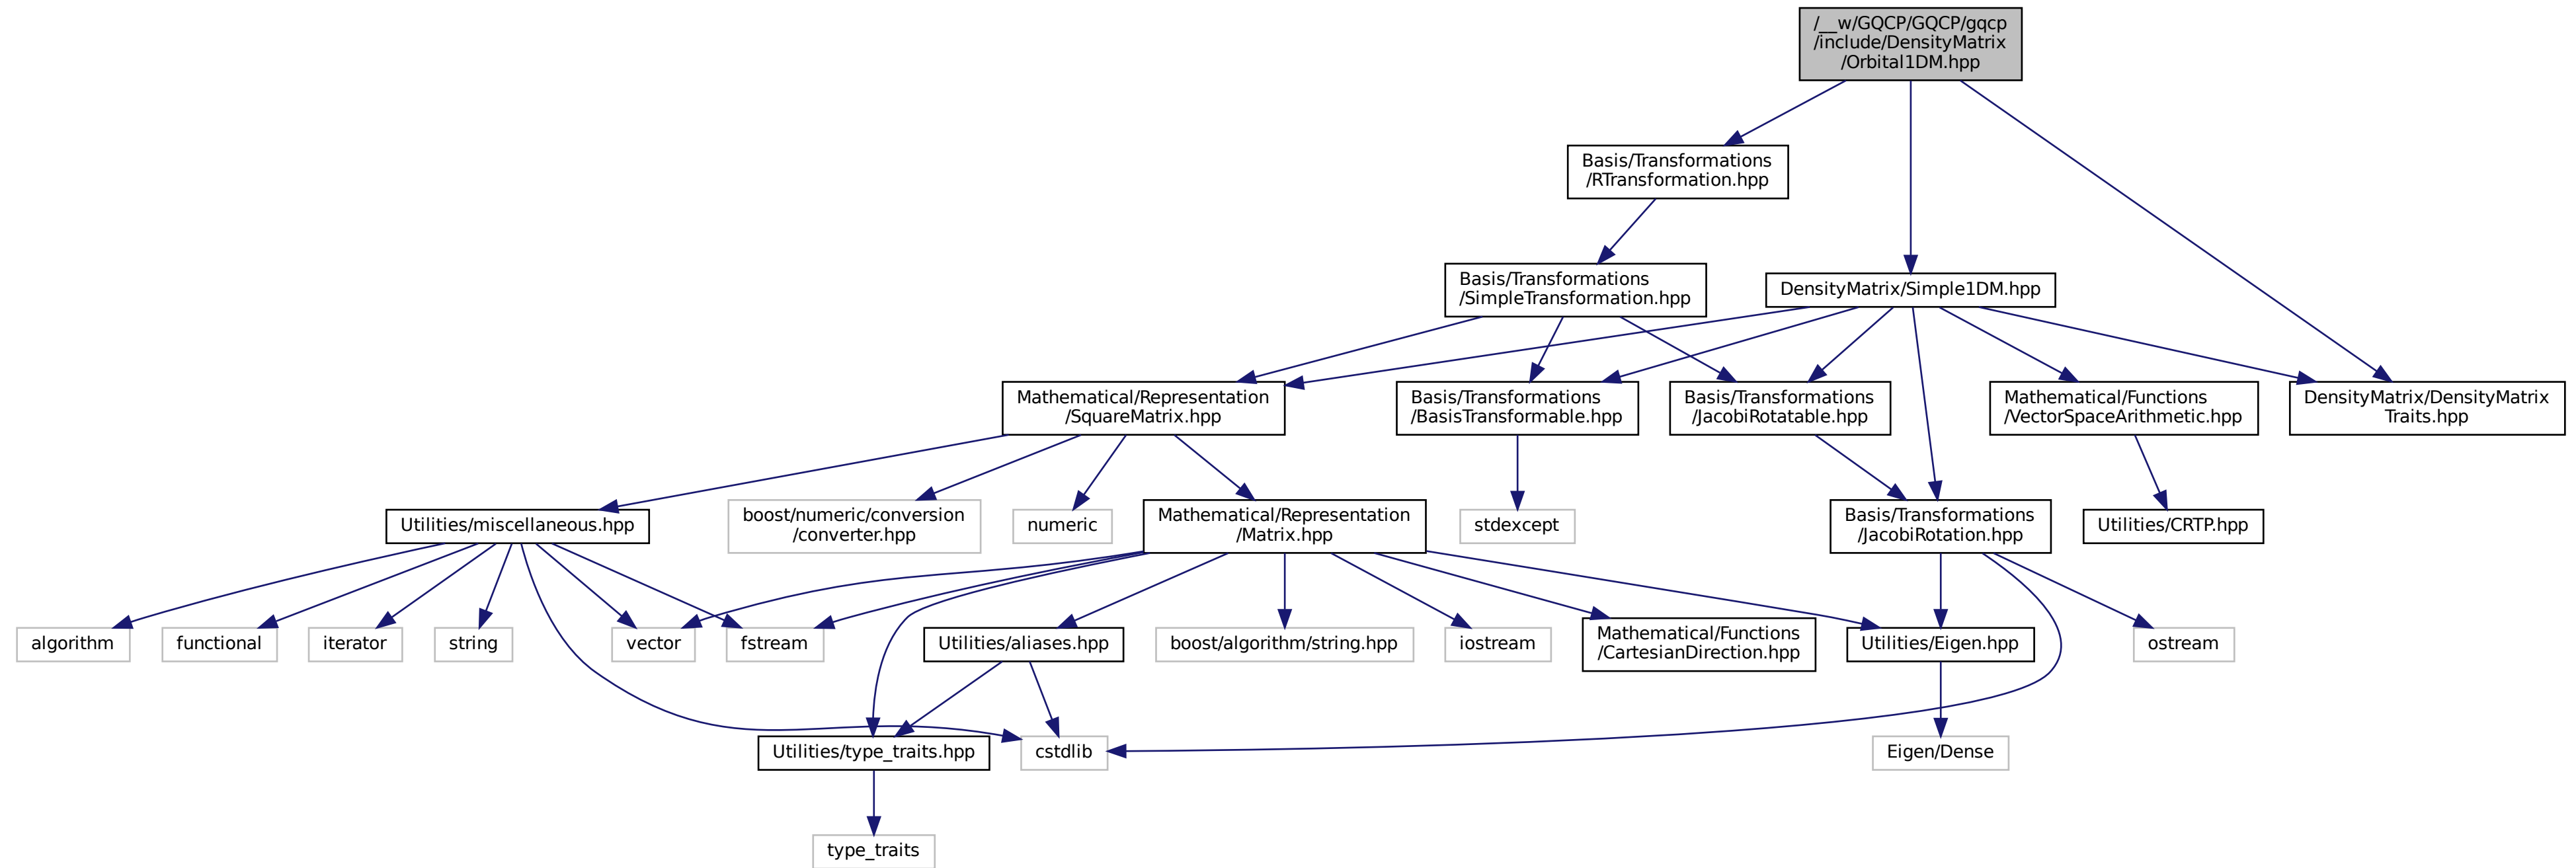 /__w/GQCP/GQCP/gqcp
/include/DensityMatrix
/Orbital1DM.hpp
Basis/Transformations
/RTransformation.hpp
Basis/Transformations
/SimpleTransformation.hpp
DensityMatrix/Simple1DM.hpp
Mathematical/Representation
/SquareMatrix.hpp
Basis/Transformations
/BasisTransformable.hpp
Basis/Transformations
/JacobiRotatable.hpp
Mathematical/Functions
/VectorSpaceArithmetic.hpp
DensityMatrix/DensityMatrix
Traits.hpp
Utilities/miscellaneous.hpp
boost/numeric/conversion
/converter.hpp
numeric
Mathematical/Representation
/Matrix.hpp
stdexcept
Basis/Transformations
/JacobiRotation.hpp
Utilities/CRTP.hpp
algorithm
functional
iterator
string
vector
fstream
Utilities/aliases.hpp
boost/algorithm/string.hpp
iostream
Mathematical/Functions
/CartesianDirection.hpp
Utilities/Eigen.hpp
ostream
Utilities/type_traits.hpp
cstdlib
Eigen/Dense
type_traits